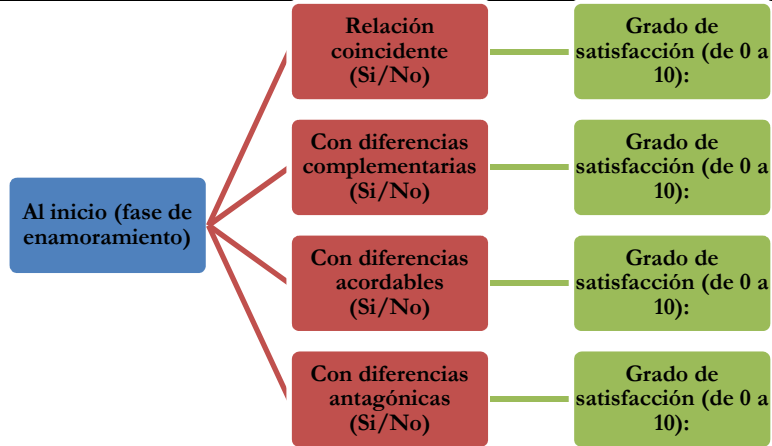 Al inicio (fase de
enamoramiento)
Relación
coincidente
(Si/No)
Grado de
satisfacción (de 0 a
10):
Con diferencias
complementarias
(Si/No)
Grado de
satisfacción (de 0 a
10):
Con diferencias
acordables
(Si/No)
Grado de
satisfacción (de 0 a
10):
Con diferencias
antagónicas
(Si/No)
Grado de
satisfacción (de 0 a
10):